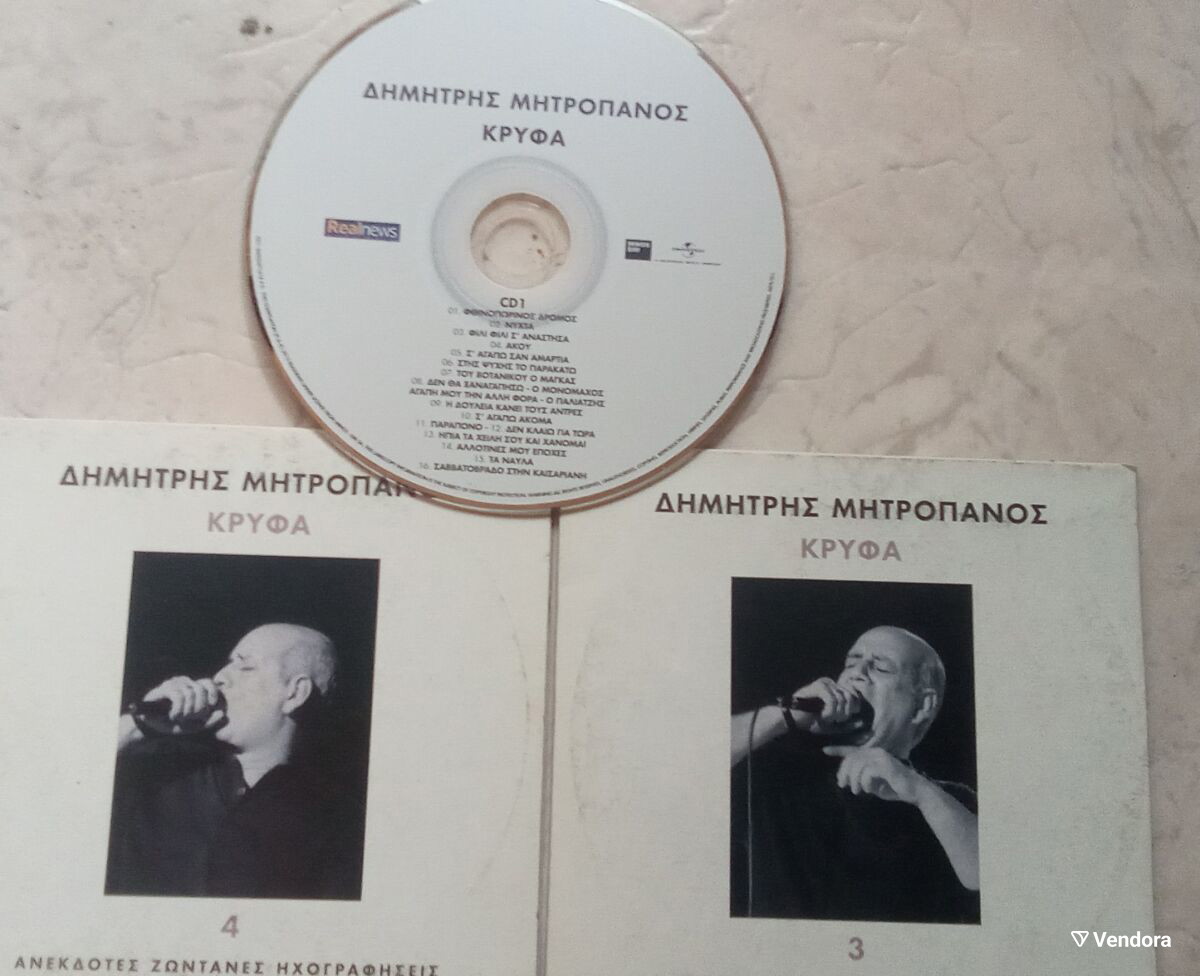 ΔΗΜΗΤΡΗΣ ΜΗΤΡΟΠΑΝΟΣ
ΚΡΥΦΑ
Realnews
CD1
01. ΦΘΙΝΟΠΩΡΙΝΟΣ ΔΡΟΜΟΣ
02. ΝΥΧΤΑ
03. ΦΙΛΙ ΦΙΛΙ Σ' ΑΝΑΣΤΗΣΑ
04. ΑΚΟΥ
05. Σ' ΑΓΑΠΩ ΣΑΝ ΑΜΑΡΤΙΑ
06. ΣΤΗΣ ΨΥΧΗΣ ΤΟ ΠΑΡΑΚΑΤΩ
07. ΤΟΥ ΒΟΤΑΝΙΚΟΥ Ο ΜΑΓΚΑΣ
08. ΔΕΝ ΘΑ ΞΑΝΑΓΑΠΗΣΩ - Ο ΜΟΝΟΜΑΧΟΣ
ΑΓΑΠΗ ΜΟΥ ΤΗΝ ΑΛΛΗ ΦΟΡΑ - Ο ΠΑΛΙΑΤΖΗΣ
09. Η ΔΟΥΛΕΙΑ ΚΑΝΕΙ ΤΟΥΣ ΑΝΤΡΕΣ
10. Σ' ΑΓΑΠΩ ΑΚΟΜΑ
11. ΠΑΡΑΠΟΝΟ - 12. ΔΕΝ ΚΛΑΙΩ ΓΙΑ ΤΩΡΑ
13. ΗΠΙΑ ΤΑ ΧΕΙΛΗ ΣΟΥ ΚΑΙ ΧΑΝΟΜΑΙ
14. ΑΛΛΟΤΙΝΕΣ ΜΟΥ ΕΠΟΧΕΣ
15. ΤΑ ΝΑΥΛΑ
16. ΣΑΒΒΑΤΟΒΡΑΔΟ ΣΤΗΝ ΚΑΙΣΑΡΙΑΝΗ
ΔΗΜΗΤΡΗΣ ΜΗΤΡΟΠΑΝ
ΚΡΥΦΑ
4
ΑΝΕΚΔΟΤΕΣ ΖΩΝΤΑΝΕΣ ΗΧΟΓΡΑΦΗΣΕΙΣ
ΔΗΜΗΤΡΗΣ ΜΗΤΡΟΠΑΝΟΣ
ΚΡΥΦΑ
3
Vendora